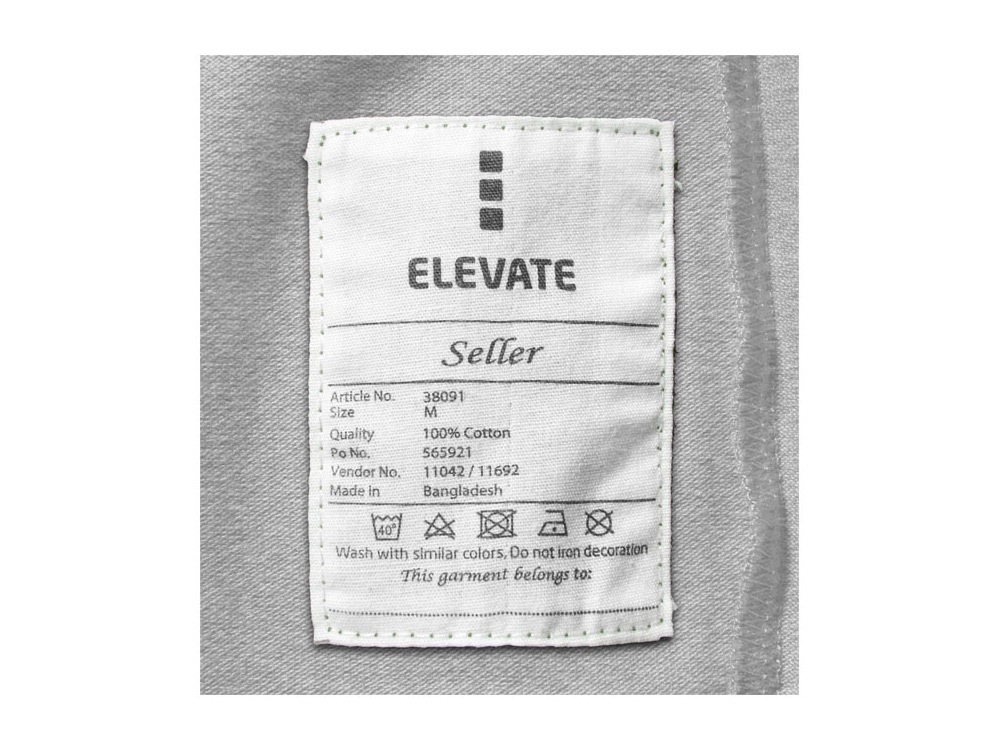 ELEVATE
Seller
Article No. 38091
Size M
Quality 100% Cotton
Po No. 565921
Vendor No. 11042 / 11692
Made in Bangladesh
40°
Wash with similar colors, Do not iron decoration
This garment belongs to: